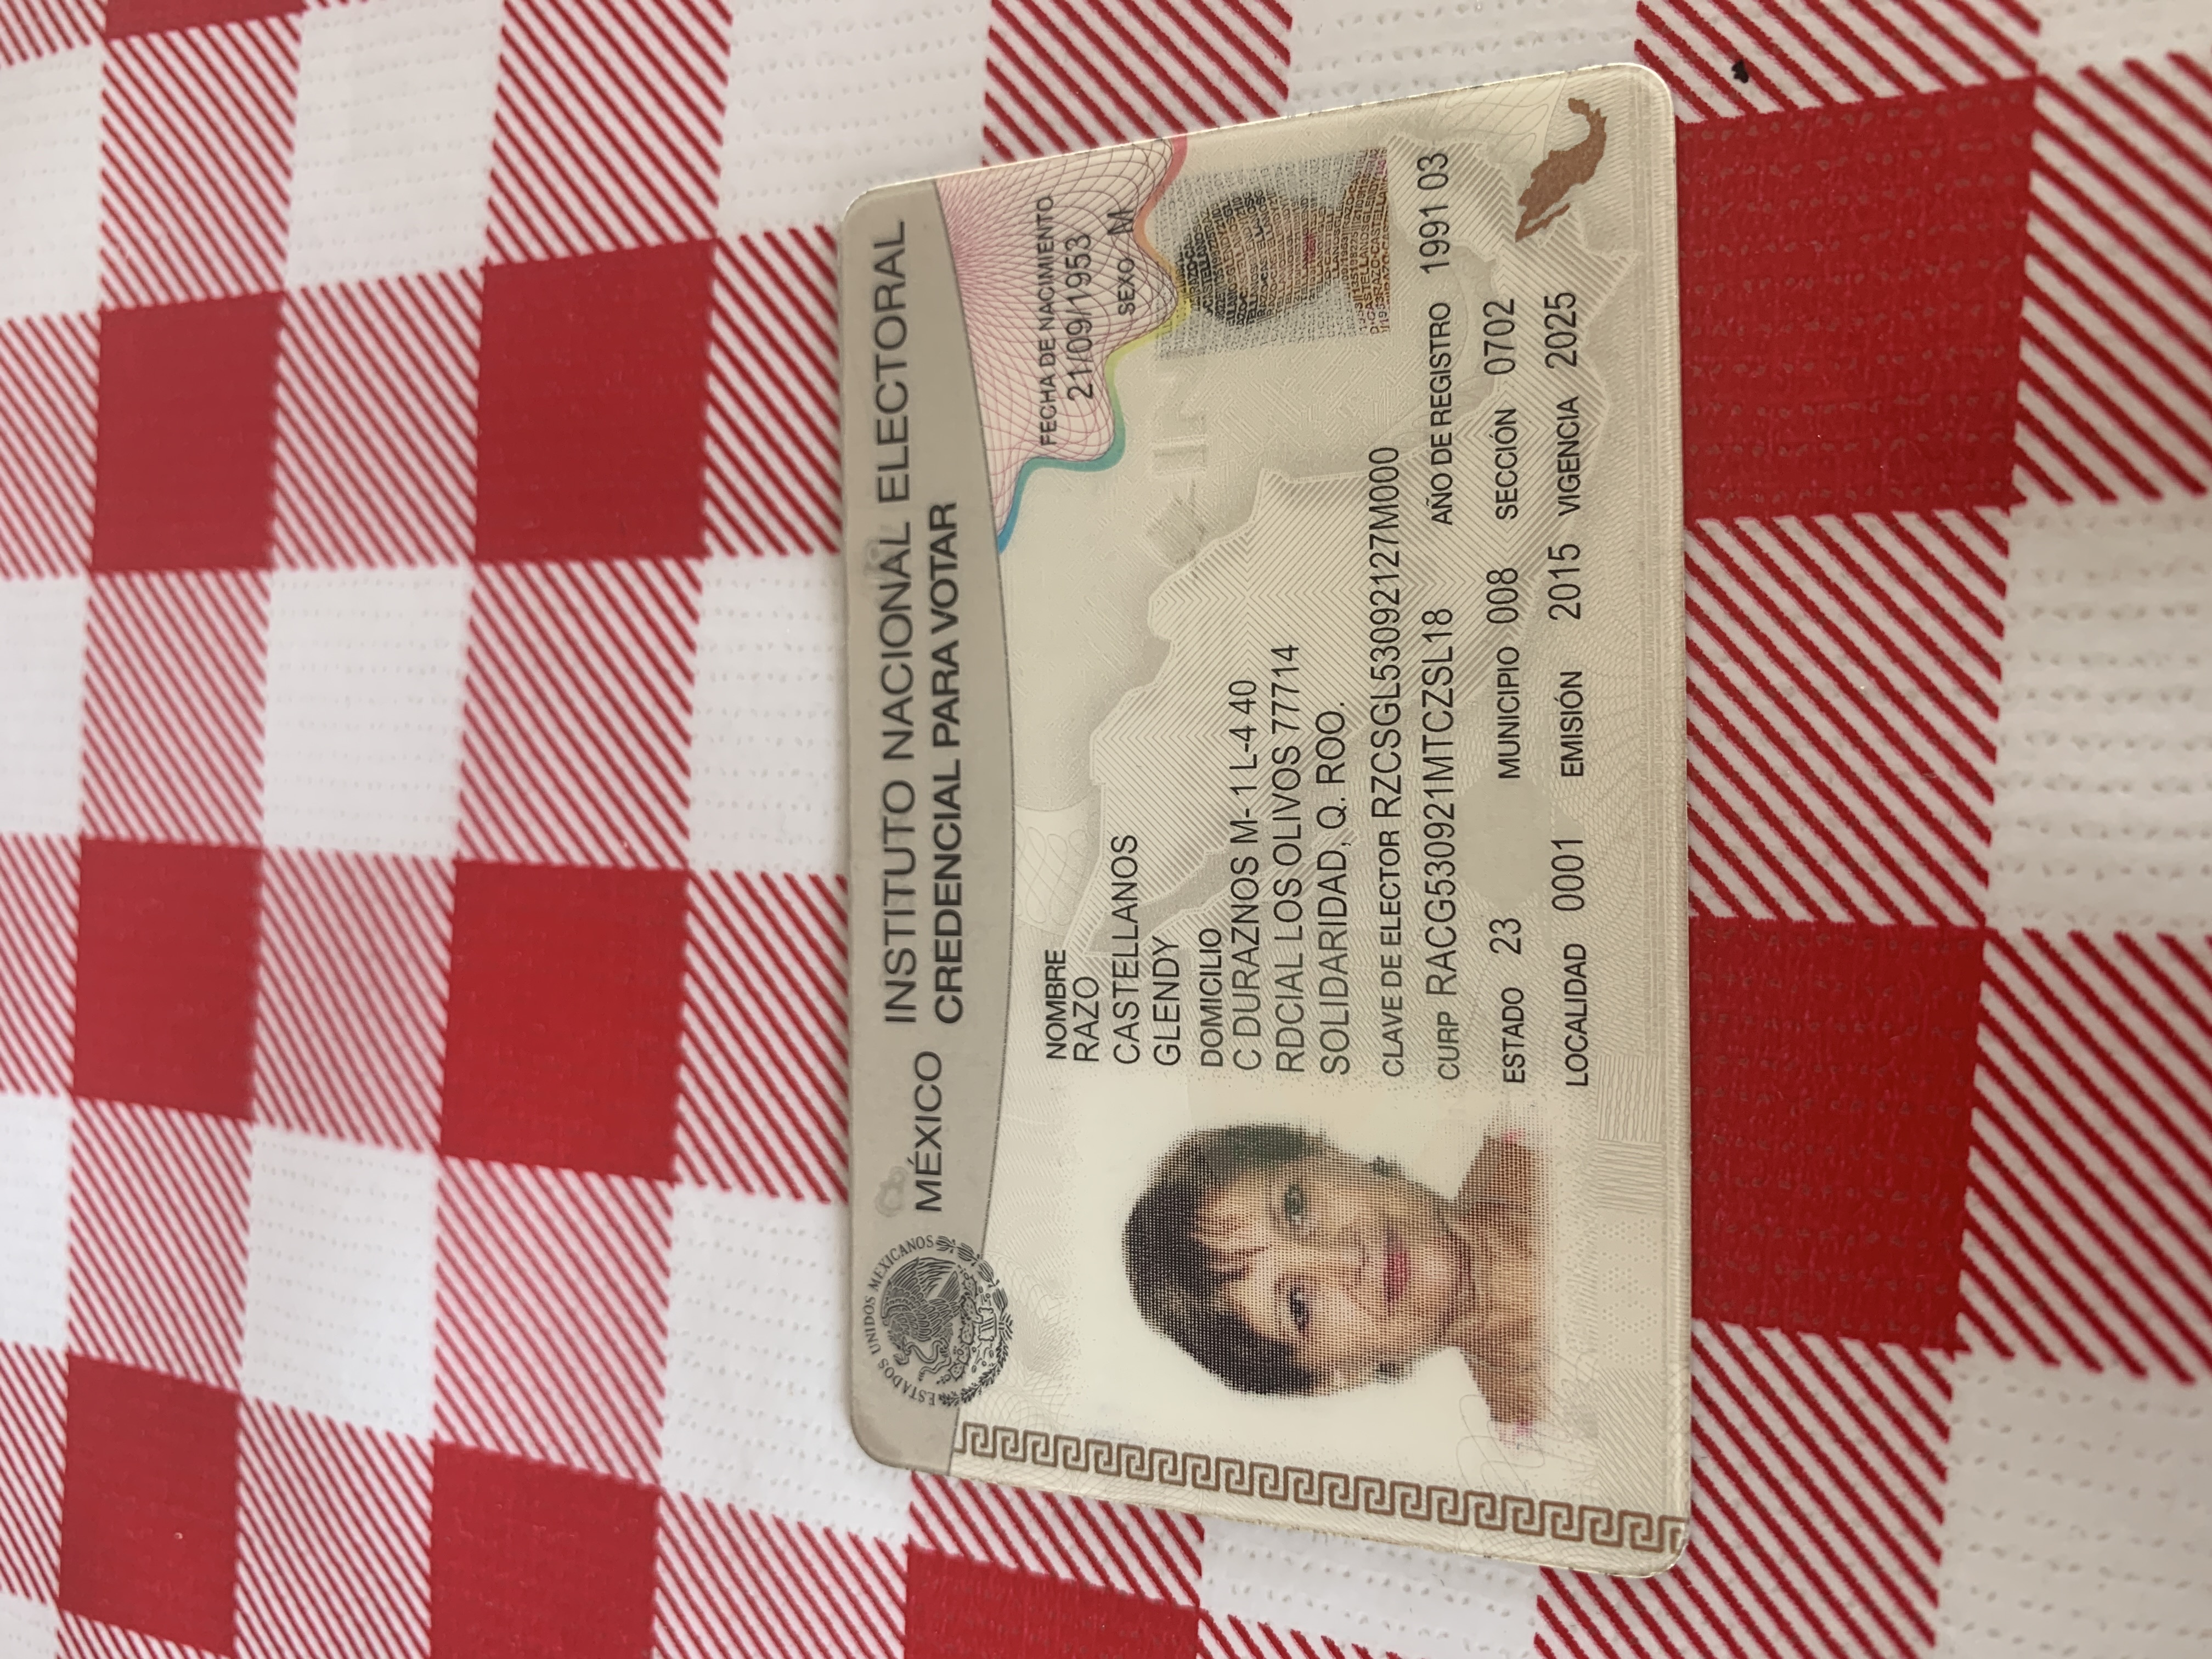 ESTADOS UNIDOS MEXICANOS
MÉXICO INSTITUTO NACIONAL ELECTORAL
CREDENCIAL PARA VOTAR
NOMBRE
RAZO
CASTELLANOS
GLENDY
FECHA DE NACIMIENTO
21/09/1953
SEXO M
DOMICILIO
C DURAZNOS M- 1 L-4 40
RDCIAL LOS OLIVOS 77714
SOLIDARIDAD, Q. ROO.
CLAVE DE ELECTOR RZCSGL53092127M000
CURP RACG530921MTCZSL18 AÑO DE REGISTRO 1991 03
ESTADO 23 MUNICIPIO 008 SECCIÓN 0702
LOCALIDAD 0001 EMISIÓN 2015 VIGENCIA 2025